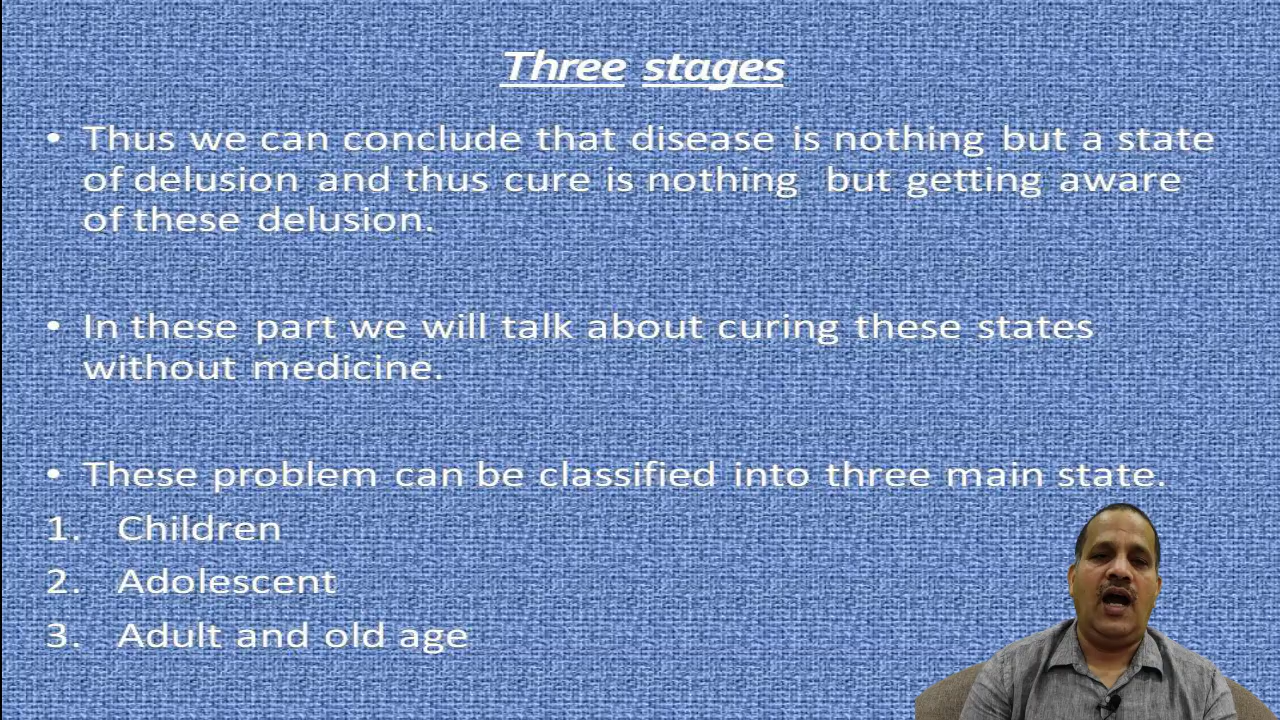 Three stages
• Thus we can conclude that disease is nothing but a state
of delusion and thus cure is nothing but getting aware
of these delusion.
• In these part we will talk about curing these states
without medicine.
• These problem can be classified into three main state.
1. Children
2. Adolescent
3. Adult and old age